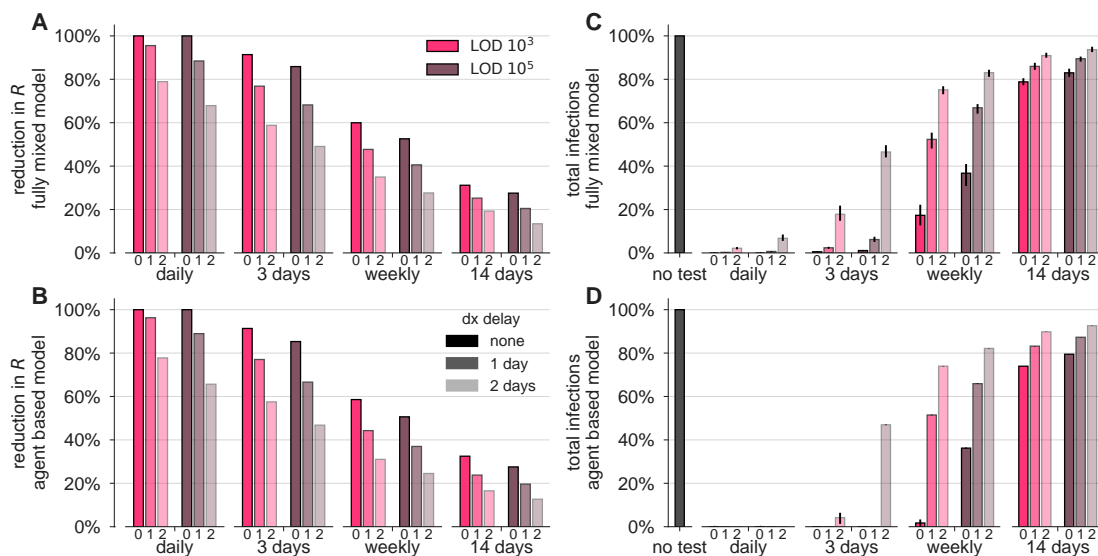 A
reduction in R
fully mixed model
100%
80%
60%
40%
20%
0%
LOD 10³
LOD 10⁵
0 1 2 0 1 2 0 1 2 0 1 2 0 1 2 0 1 2 0 1 2 0 1 2
daily 3 days weekly 14 days
C
total infections
fully mixed model
100%
80%
60%
40%
20%
0%
0 1 2 0 1 2 0 1 2 0 1 2 0 1 2 0 1 2 0 1 2 0 1 2
no test daily 3 days weekly 14 days
B
reduction in R
agent based model
100%
80%
60%
40%
20%
0%
dx delay
none
1 day
2 days
0 1 2 0 1 2 0 1 2 0 1 2 0 1 2 0 1 2 0 1 2 0 1 2
daily 3 days weekly 14 days
D
total infections
agent based model
100%
80%
60%
40%
20%
0%
0 1 2 0 1 2 0 1 2 0 1 2 0 1 2 0 1 2 0 1 2 0 1 2
no test daily 3 days weekly 14 days